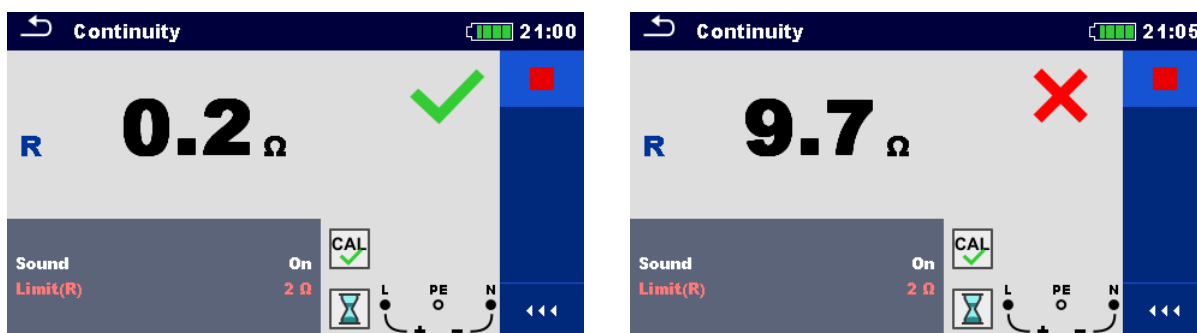 Continuity 21:00
R 0.2 Ω
CAL
Sound On
Limit(R) 2 Ω
L PE N
+ -
Continuity 21:05
R 9.7 Ω
CAL
Sound On
Limit(R) 2 Ω
L PE N
+ -